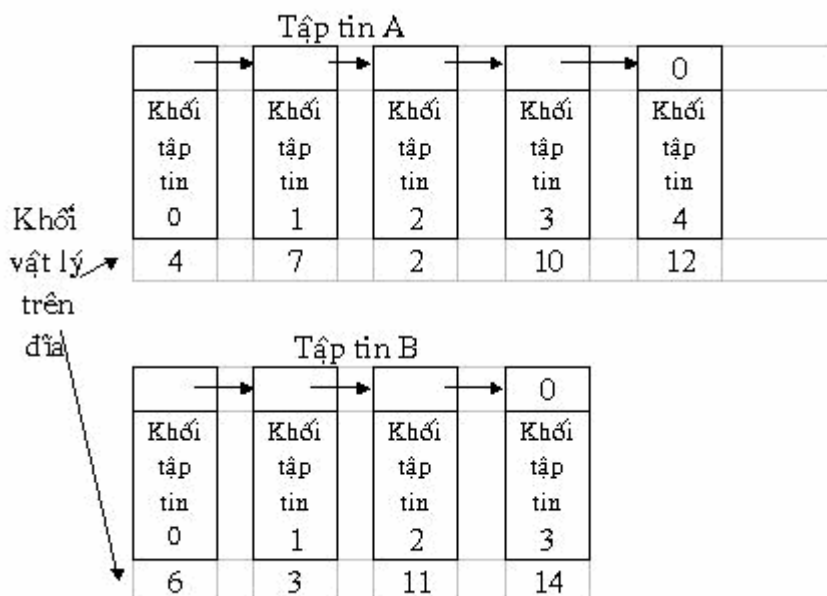 Tập tin A
0
Khối Khối Khối Khối Khối
tập tập tập tập tập
tin tin tin tin tin
0 1 2 3 4
Khối
vật lý
trên
đĩa
4 7 2 10 12
Tập tin B
0
Khối Khối Khối Khối
tập tập tập tập
tin tin tin tin
0 1 2 3
6 3 11 14